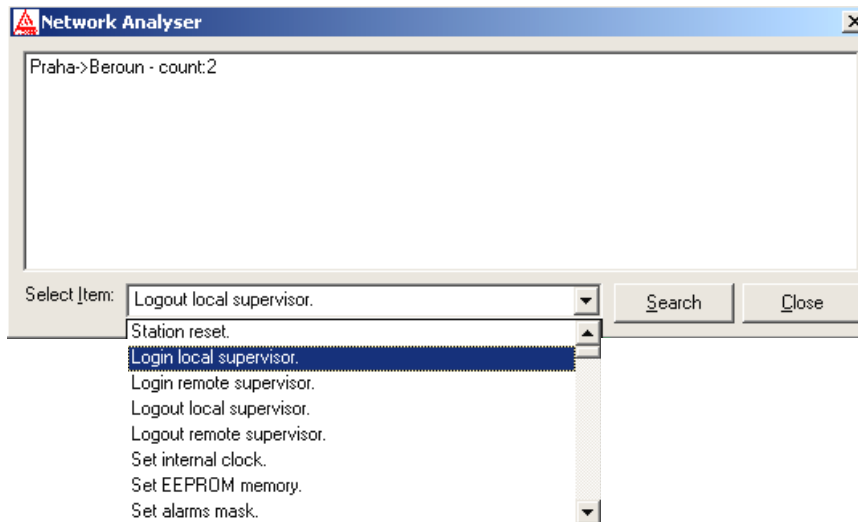 Network Analyser
Praha->Beroun - count:2
Select Item: Logout local supervisor. Search Close
Station reset.
Login local supervisor.
Login remote supervisor.
Logout local supervisor.
Logout remote supervisor.
Set internal clock.
Set EEPROM memory.
Set alarms mask.